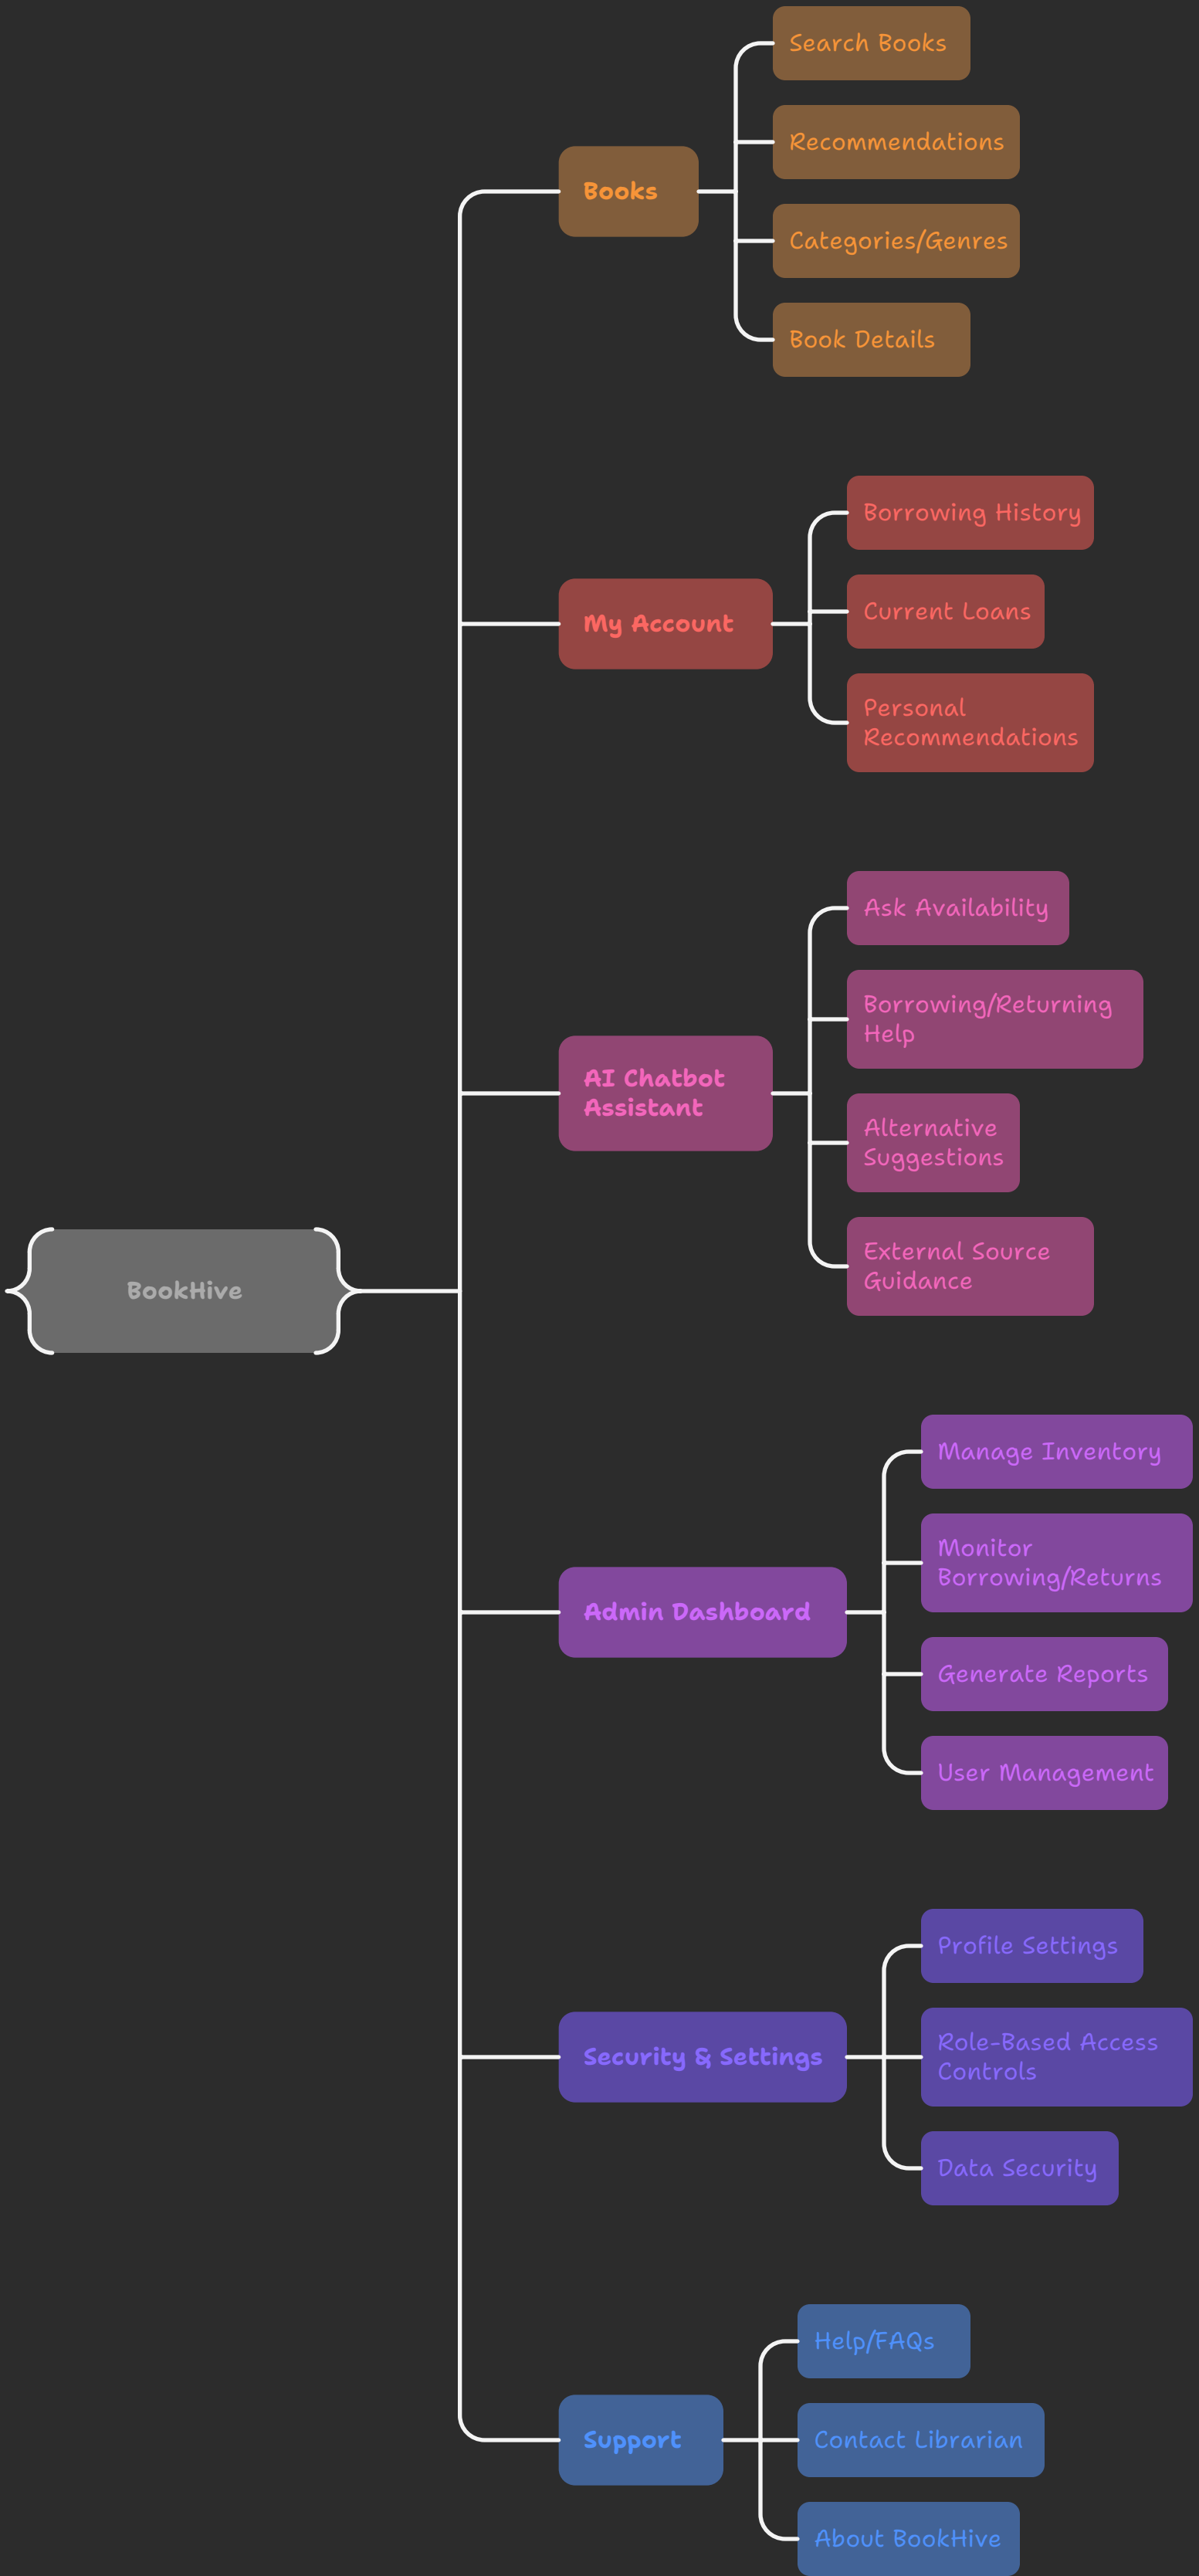 Search Books
Recommendations
Books
Categories/Genres
Book Details
Borrowing History
Current Loans
My Account
Personal
Recommendations
Ask Availability
Borrowing/Returning
Help
AI Chatbot
Assistant
Alternative
Suggestions
External Source
Guidance
BookHive
Manage Inventory
Monitor
Borrowing/Returns
Admin Dashboard
Generate Reports
User Management
Profile Settings
Role-Based Access
Controls
Security & Settings
Data Security
Help/FAQs
Contact Librarian
Support
About BookHive